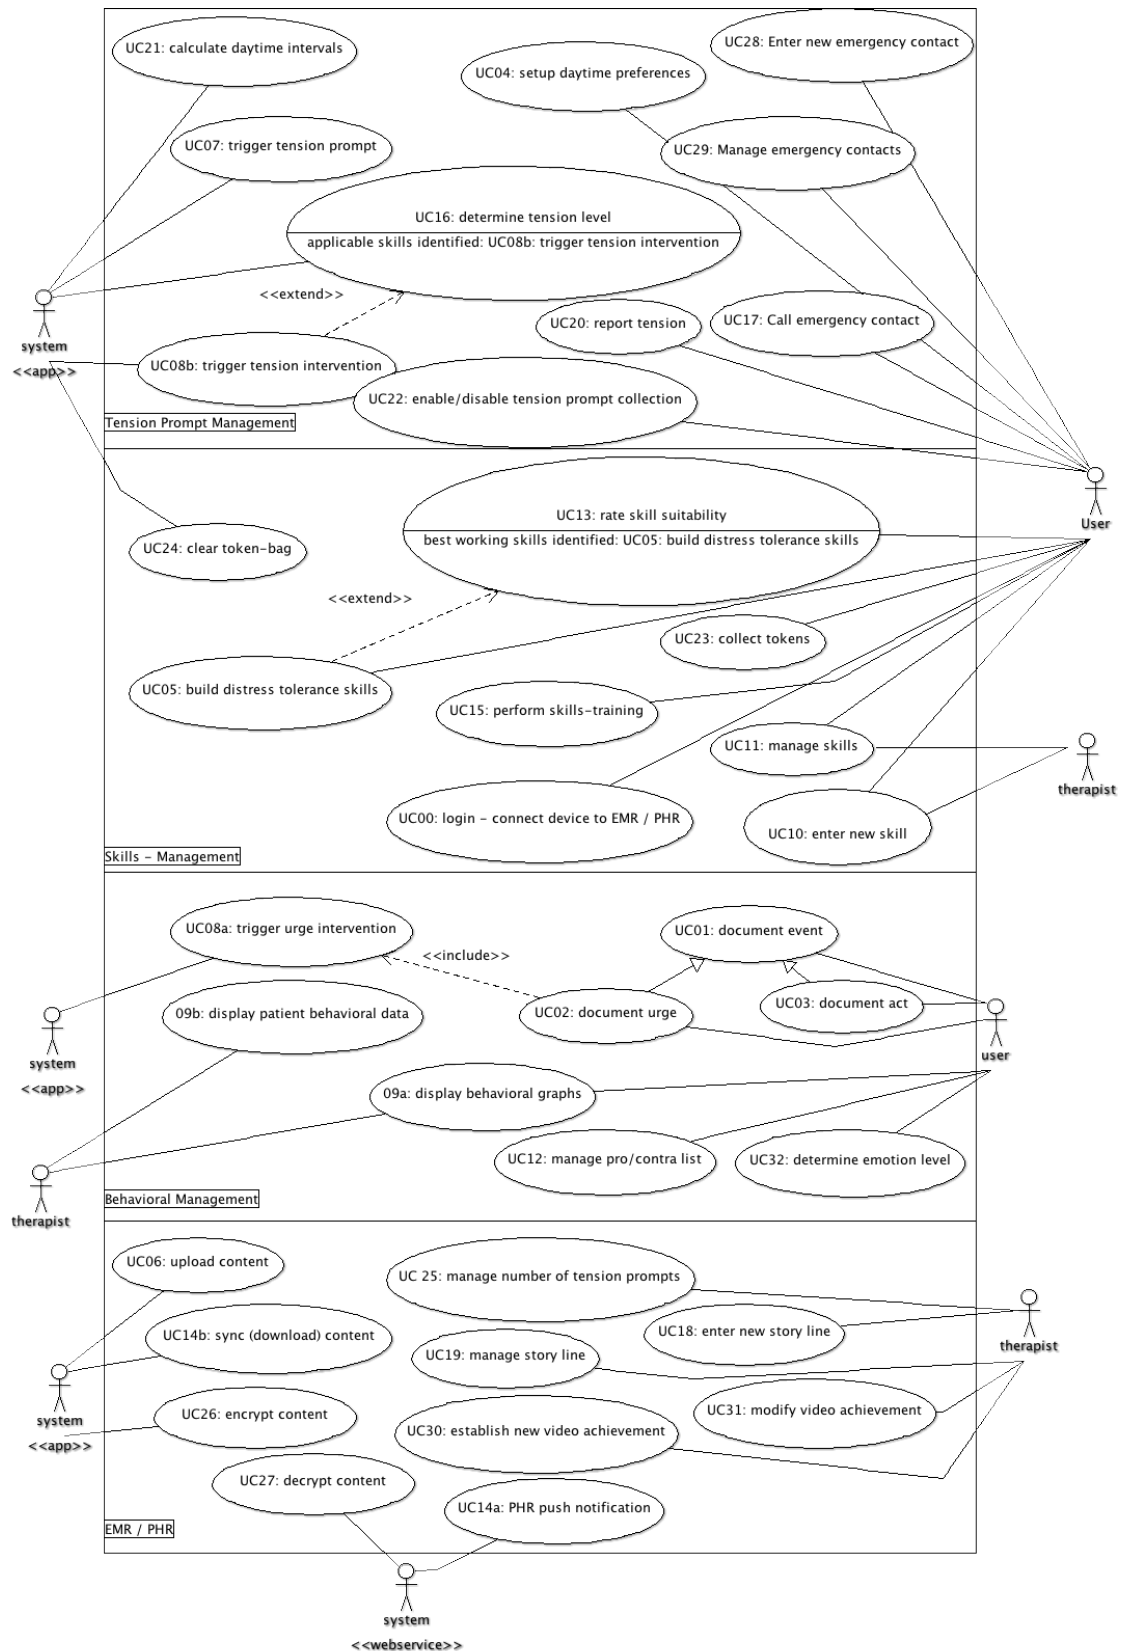 UC21: calculate daytime intervals
UC28: Enter new emergency contact
UC04: setup daytime preferences
UC07: trigger tension prompt
UC29: Manage emergency contacts
UC16: determine tension level
applicable skills identified: UC08b: trigger tension intervention
<<extend>>
UC20: report tension
UC17: Call emergency contact
system
<<app>>
UC08b: trigger tension intervention
UC22: enable/disable tension prompt collection
Tension Prompt Management
UC13: rate skill suitability
best working skills identified: UC05: build distress tolerance skills
User
UC24: clear token-bag
<<extend>>
UC23: collect tokens
UC05: build distress tolerance skills
UC15: perform skills-training
UC11: manage skills
therapist
UC00: login - connect device to EMR / PHR
UC10: enter new skill
Skills - Management
UC08a: trigger urge intervention
UC01: document event
<<include>>
09b: display patient behavioral data
UC02: document urge
UC03: document act
system
<<app>>
user
09a: display behavioral graphs
UC12: manage pro/contra list
UC32: determine emotion level
therapist
Behavioral Management
UC06: upload content
UC 25: manage number of tension prompts
UC14b: sync (download) content
UC18: enter new story line
therapist
UC19: manage story line
system
<<app>>
UC26: encrypt content
UC31: modify video achievement
UC30: establish new video achievement
UC27: decrypt content
UC14a: PHR push notification
EMR / PHR
system
<<webservice>>